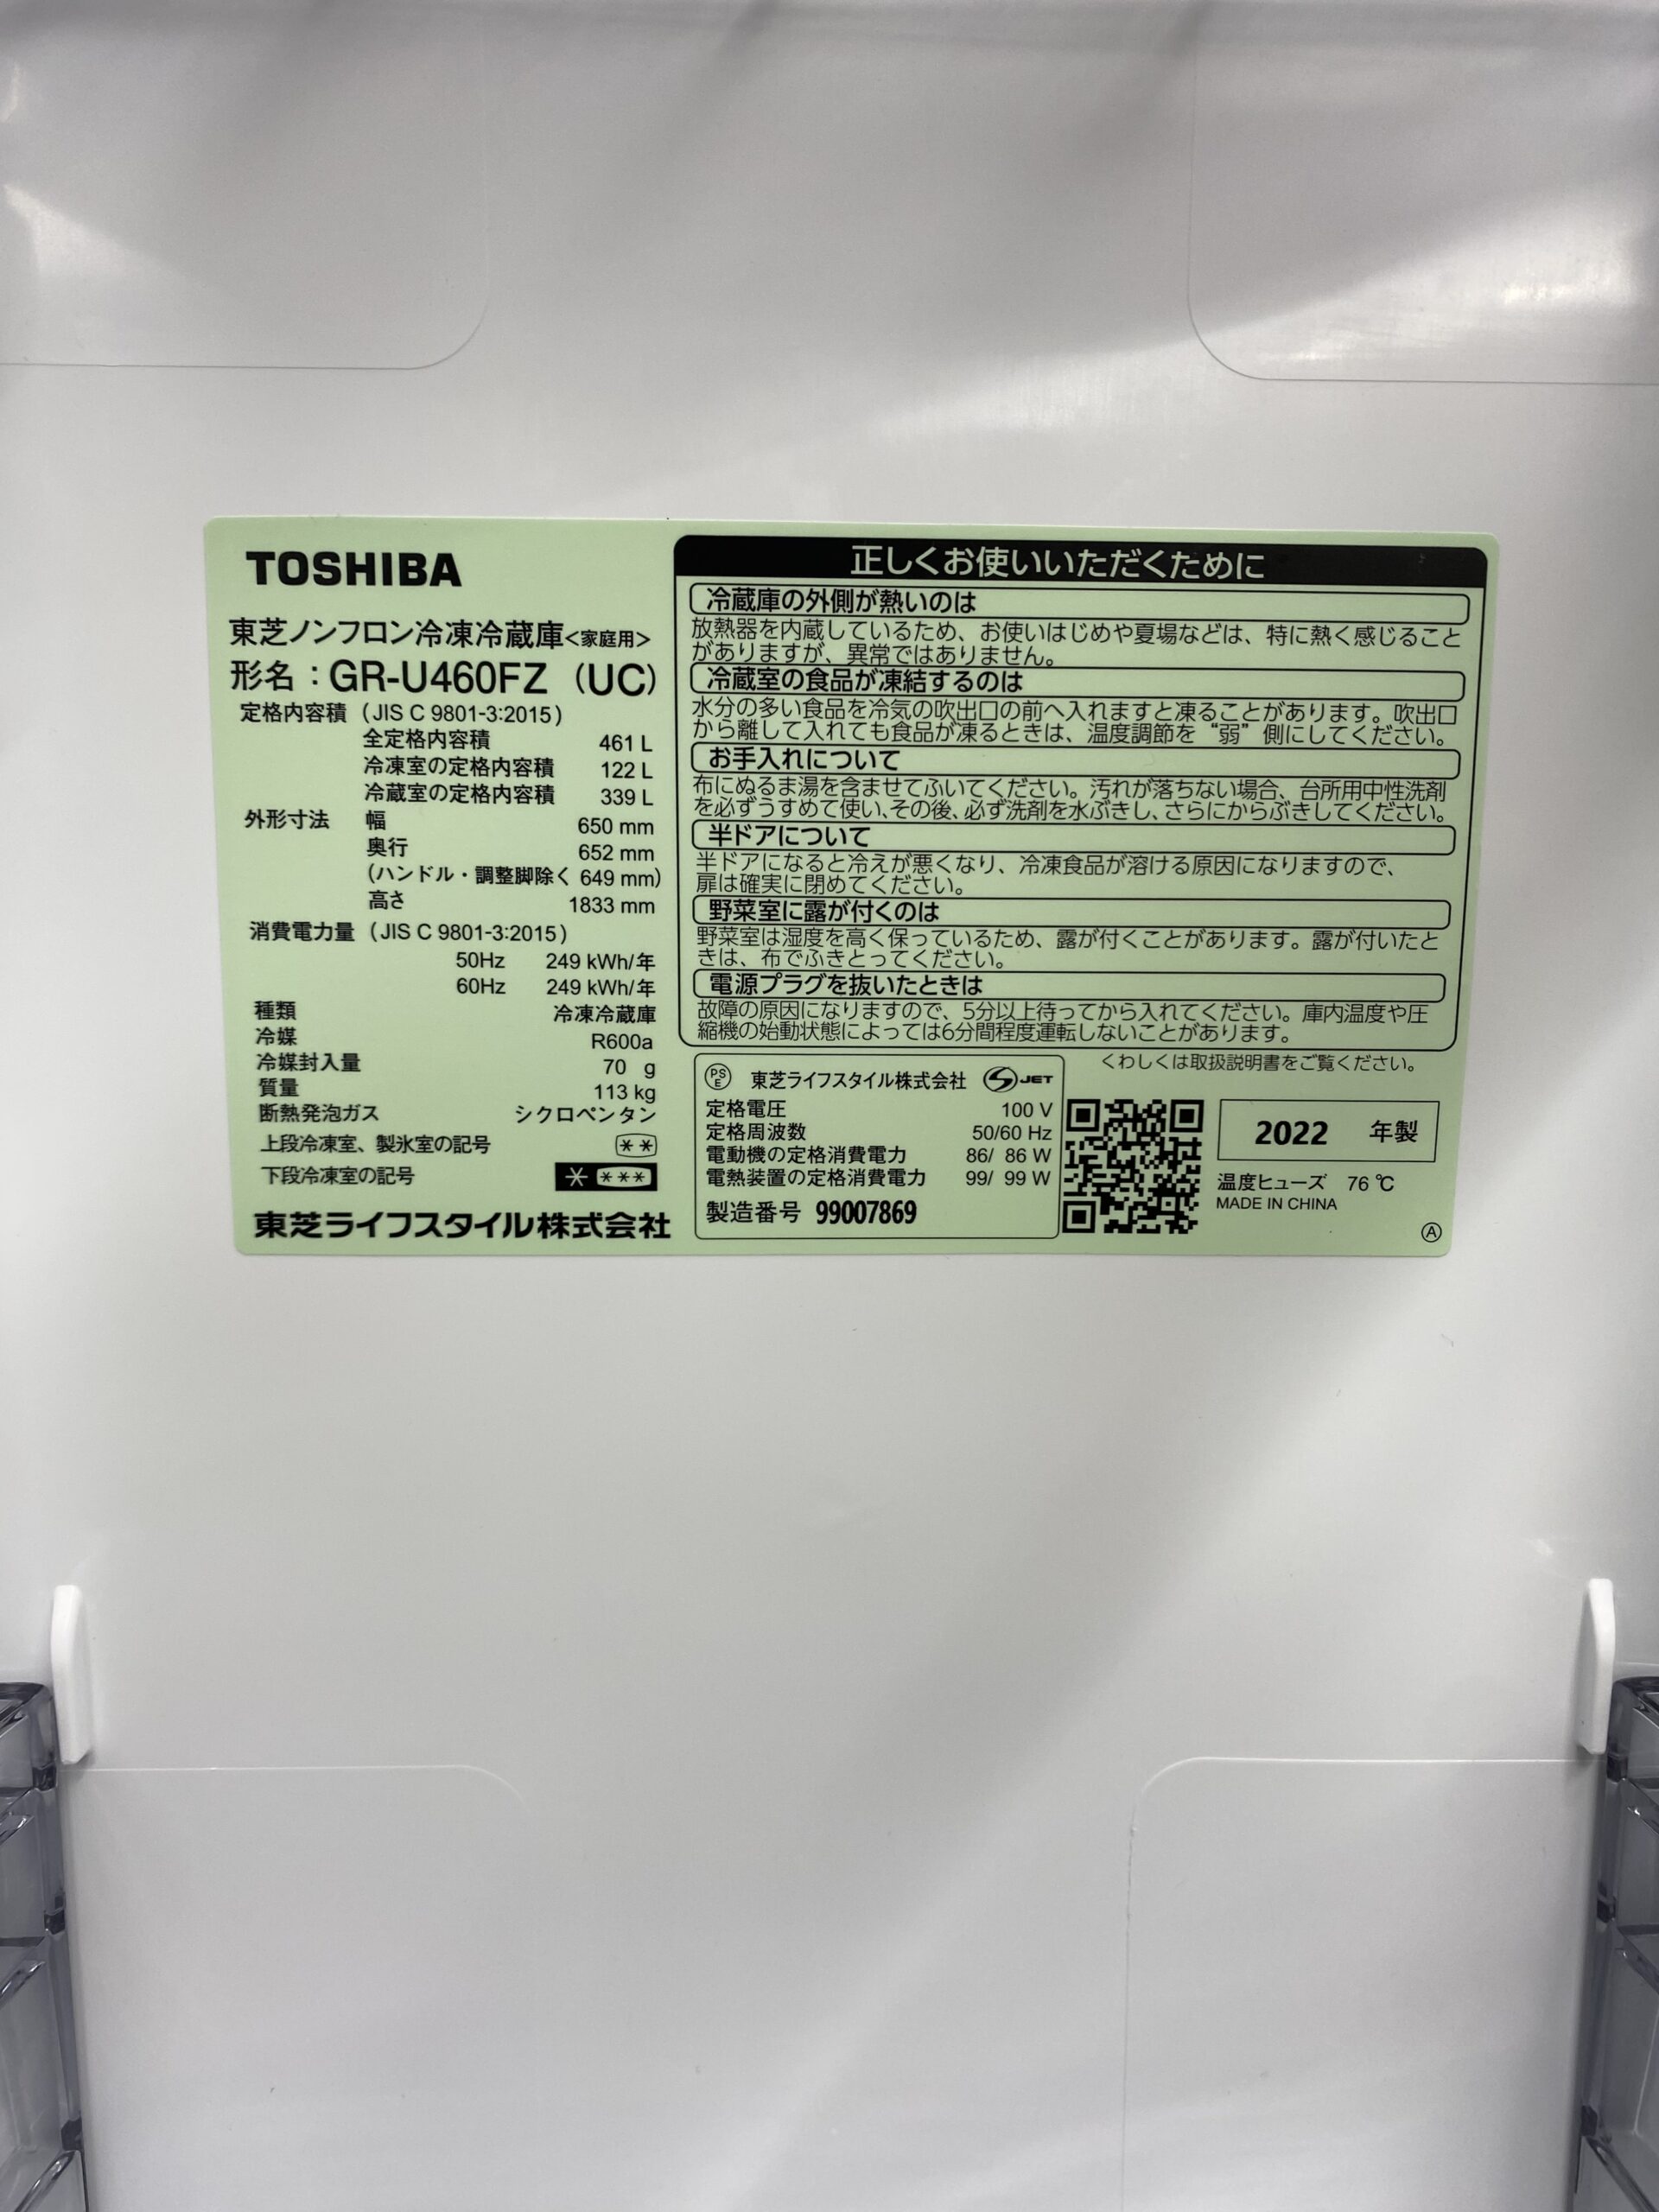 TOSHIBA
東芝ノンフロン冷凍冷蔵庫<家庭用>
形名：GR-U460FZ (UC)
定格内容積 (JIS C 9801-3:2015)
全定格内容積 461 L
冷凍室の定格内容積 122 L
冷蔵室の定格内容積 339 L
外形寸法 幅 650 mm
奥行 652 mm
(ハンドル・調整脚除く 649 mm)
高さ 1833 mm
消費電力量 (JIS C 9801-3:2015)
50Hz 249 kWh/年
60Hz 249 kWh/年
種類 冷凍冷蔵庫
冷媒 R600a
冷媒封入量 70 g
質量 113 kg
断熱発泡ガス シクロペンタン
上段冷凍室、製氷室の記号 **
下段冷凍室の記号 * ***
東芝ライフスタイル株式会社
正しくお使いいただくために
冷蔵庫の外側が熱いのは
放熱器を内蔵しているため、お使いはじめや夏場などは、特に熱く感じること
がありますが、異常ではありません。
冷蔵室の食品が凍結するのは
水分の多い食品を冷気の吹出口の前へ入れますと凍ることがあります。吹出口
から離して入れても食品が凍るときは、温度調節を“弱”側にしてください。
お手入れについて
布にぬるま湯を含ませてふいてください。汚れが落ちない場合、台所用中性洗剤
を必ずうすめて使い、その後、必ず洗剤を水ぶきし、さらにからぶきしてください。
半ドアについて
半ドアになると冷えが悪くなり、冷凍食品が溶ける原因になりますので、
扉は確実に閉めてください。
野菜室に露が付くのは
野菜室は湿度を高く保っているため、露が付くことがあります。露が付いたと
きは、布でふきとってください。
電源プラグを抜いたときは
故障の原因になりますので、5分以上待ってから入れてください。庫内温度や圧
縮機の始動状態によっては6分間程度運転しないことがあります。
くわしくは取扱説明書をご覧ください。
PSE 東芝ライフスタイル株式会社 JET
定格電圧 100 V
定格周波数 50/60 Hz
電動機の定格消費電力 86/ 86 W
電熱装置の定格消費電力 99/ 99 W
製造番号 99007869
2022 年製
温度ヒューズ 76 ℃
MADE IN CHINA
Ⓐ